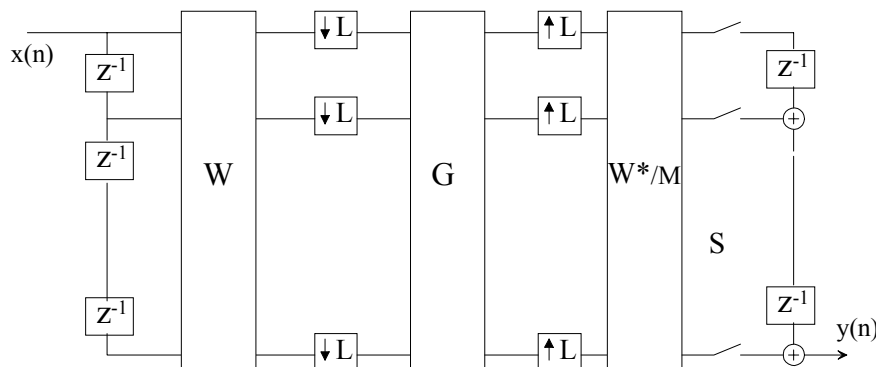 x(n)
z-1
z-1
z-1
W
↓ L
↓ L
↓ L
G
↑ L
↑ L
↑ L
W*/M
S
z-1
+
z-1
+
y(n)